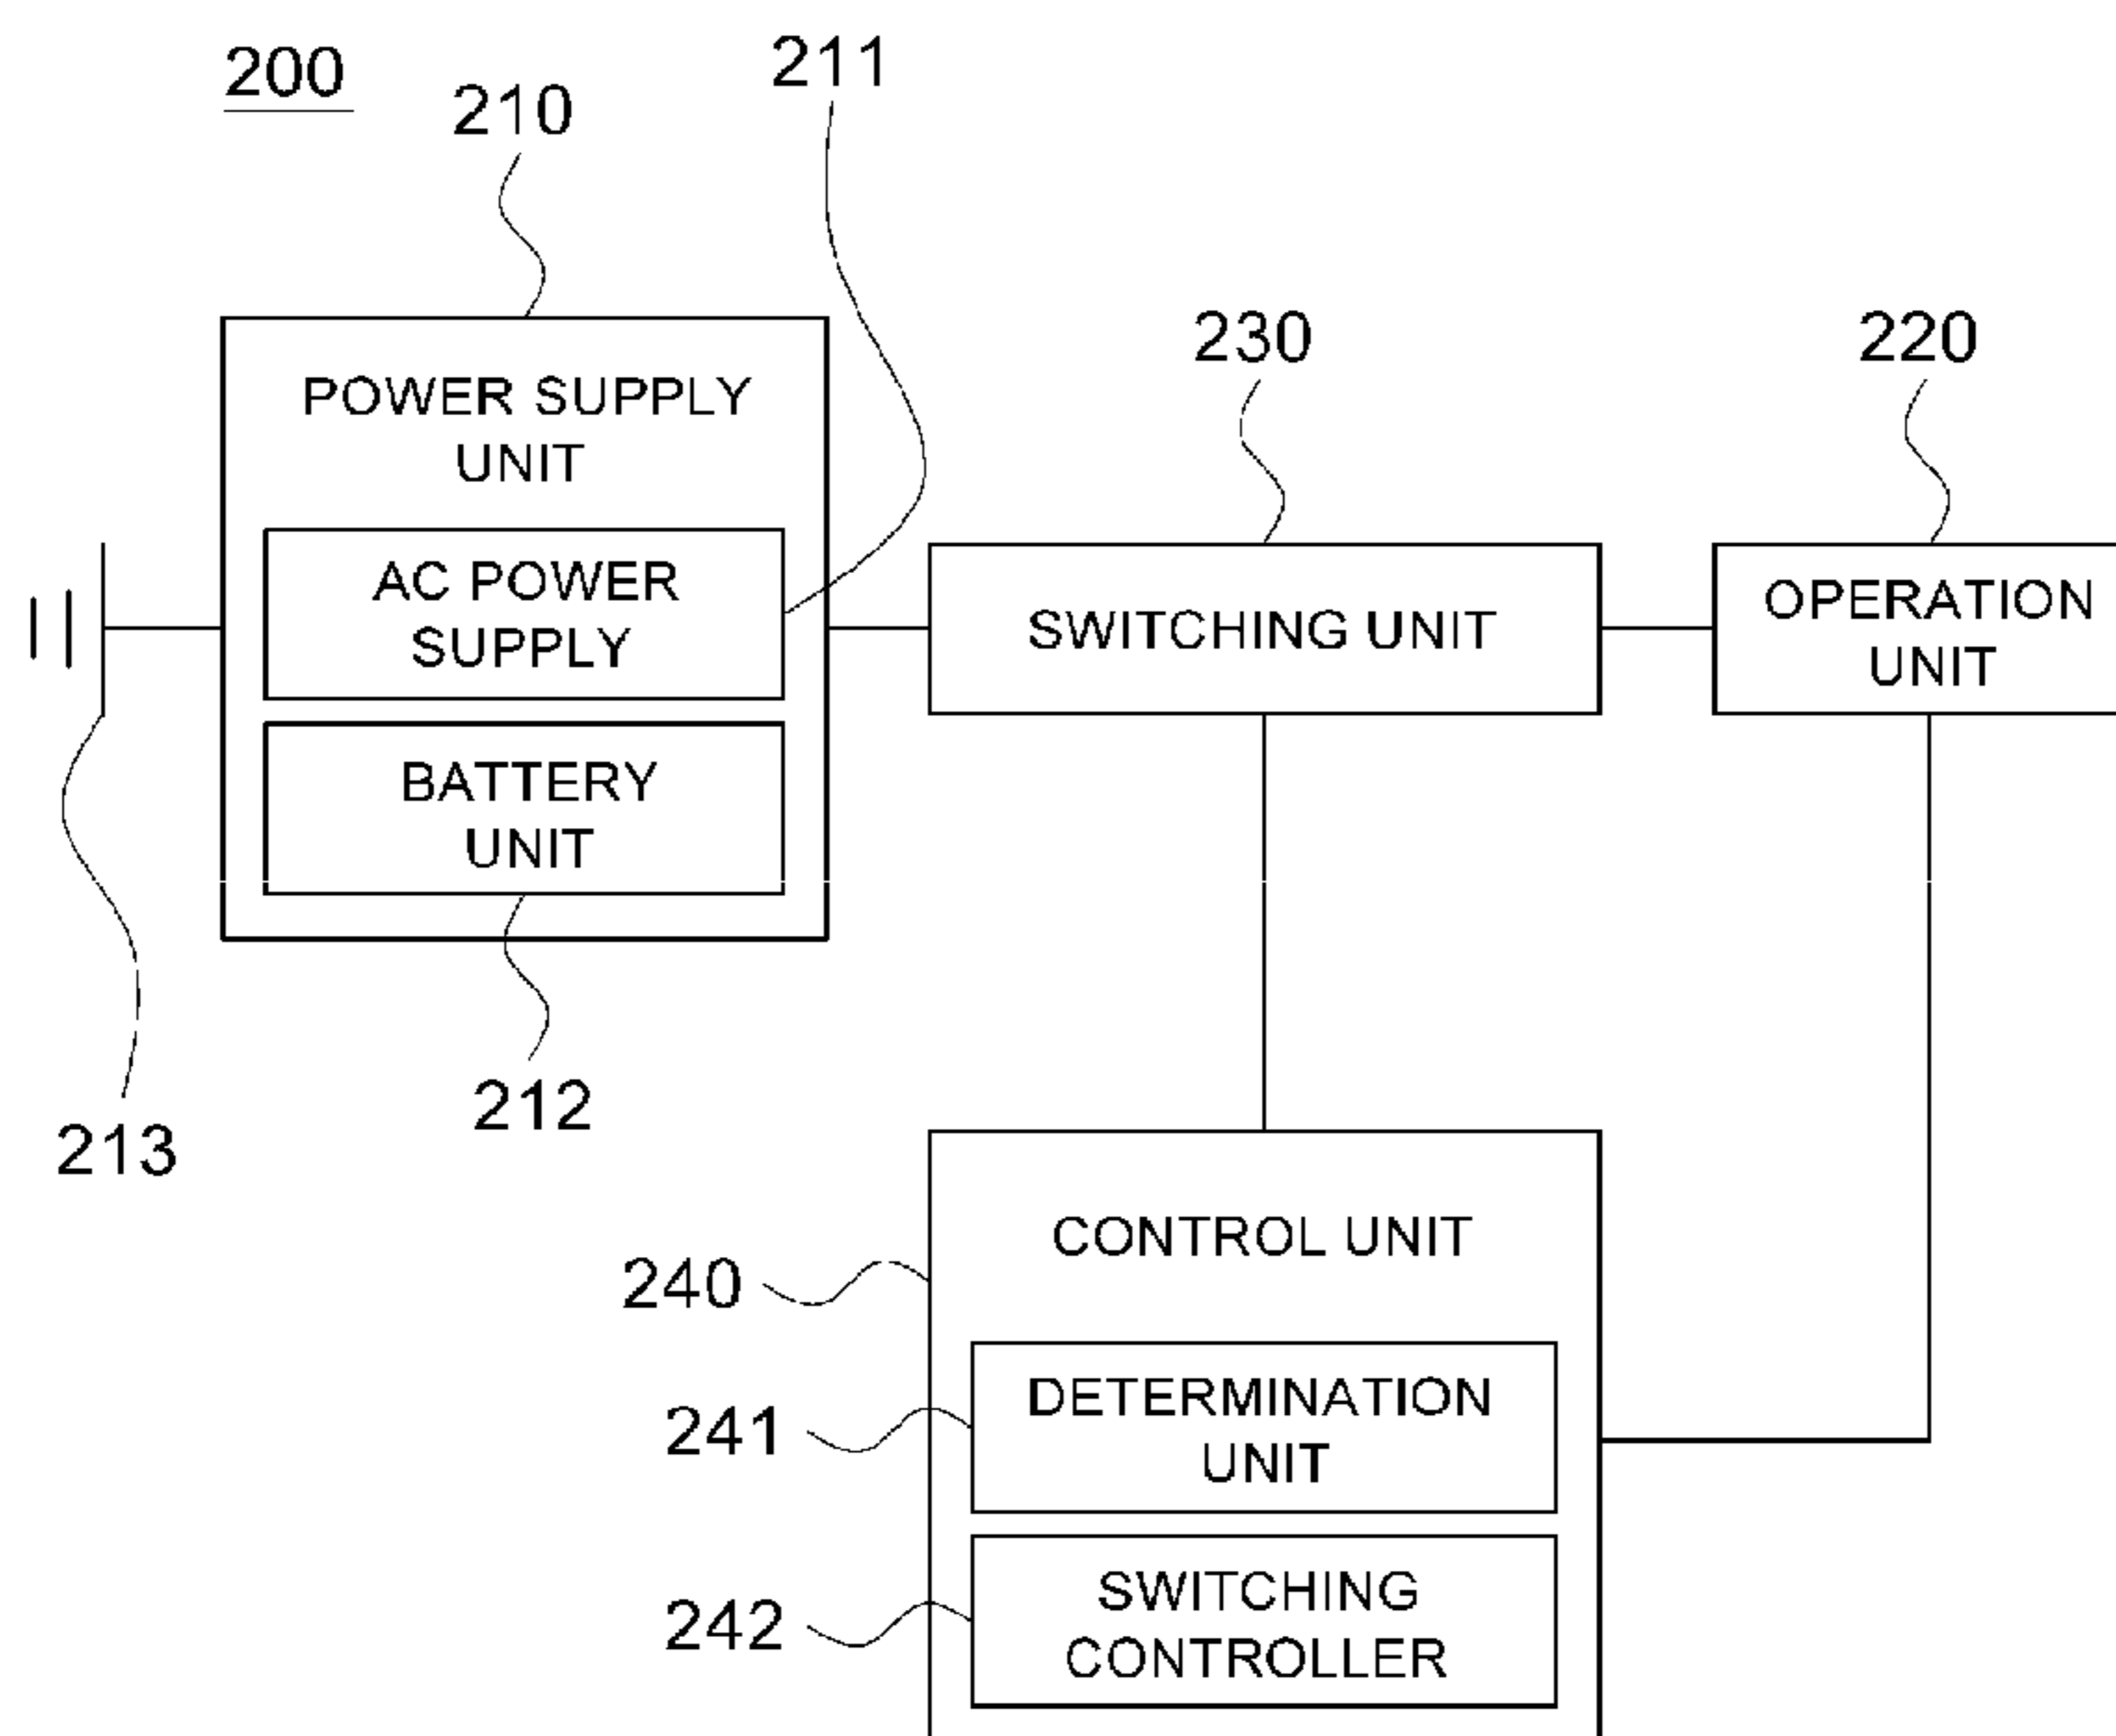 200
210
211
POWER SUPPLY
UNIT
AC POWER
SUPPLY
BATTERY
UNIT
212
213
230
SWITCHING UNIT
220
OPERATION
UNIT
240
CONTROL UNIT
241
DETERMINATION
UNIT
242
SWITCHING
CONTROLLER